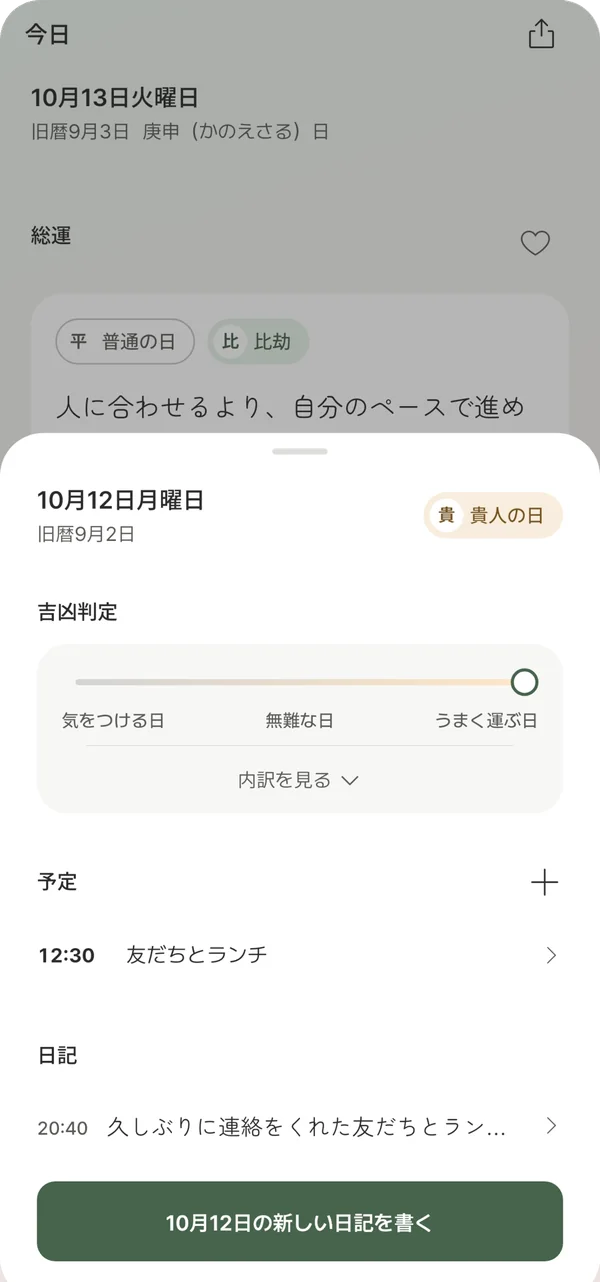 今日
10月13日火曜日
旧暦9月3日 庚申（かのえさる）日
総運
平 普通の日 比 比劫
人に合わせるより、自分のペースで進め
10月12日月曜日
旧暦9月2日
貴 貴人の日
吉凶判定
気をつける日 無難な日 うまく運ぶ日
内訳を見る
予定
12:30 友だちとランチ
日記
20:40 久しぶりに連絡をくれた友だちとラン...
10月12日の新しい日記を書く